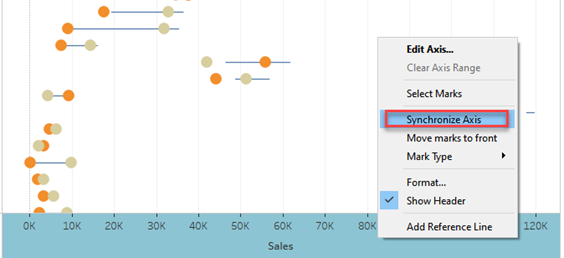 Edit Axis...
Clear Axis Range
Select Marks
Synchronize Axis
Move marks to front
Mark Type
Format...
Show Header
Add Reference Line
0K 10K 20K 30K 40K 50K 60K 70K 80K 120K
Sales